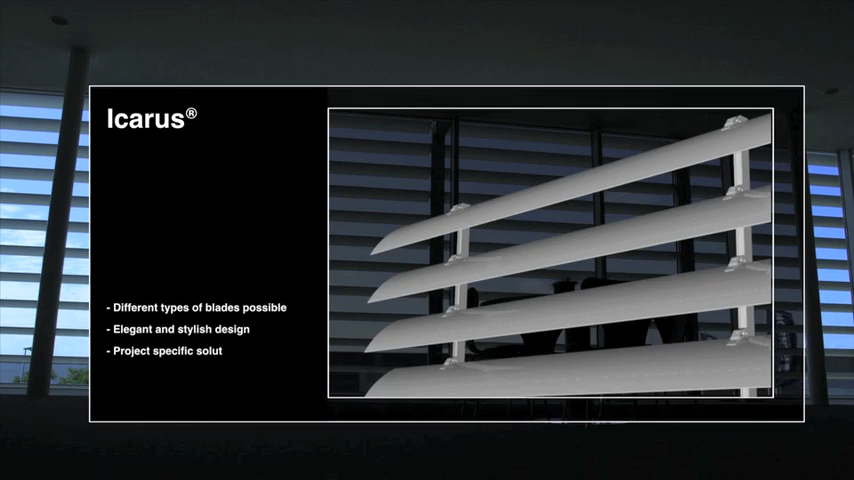 Icarus®
- Different types of blades possible
- Elegant and stylish design
- Project specific solut